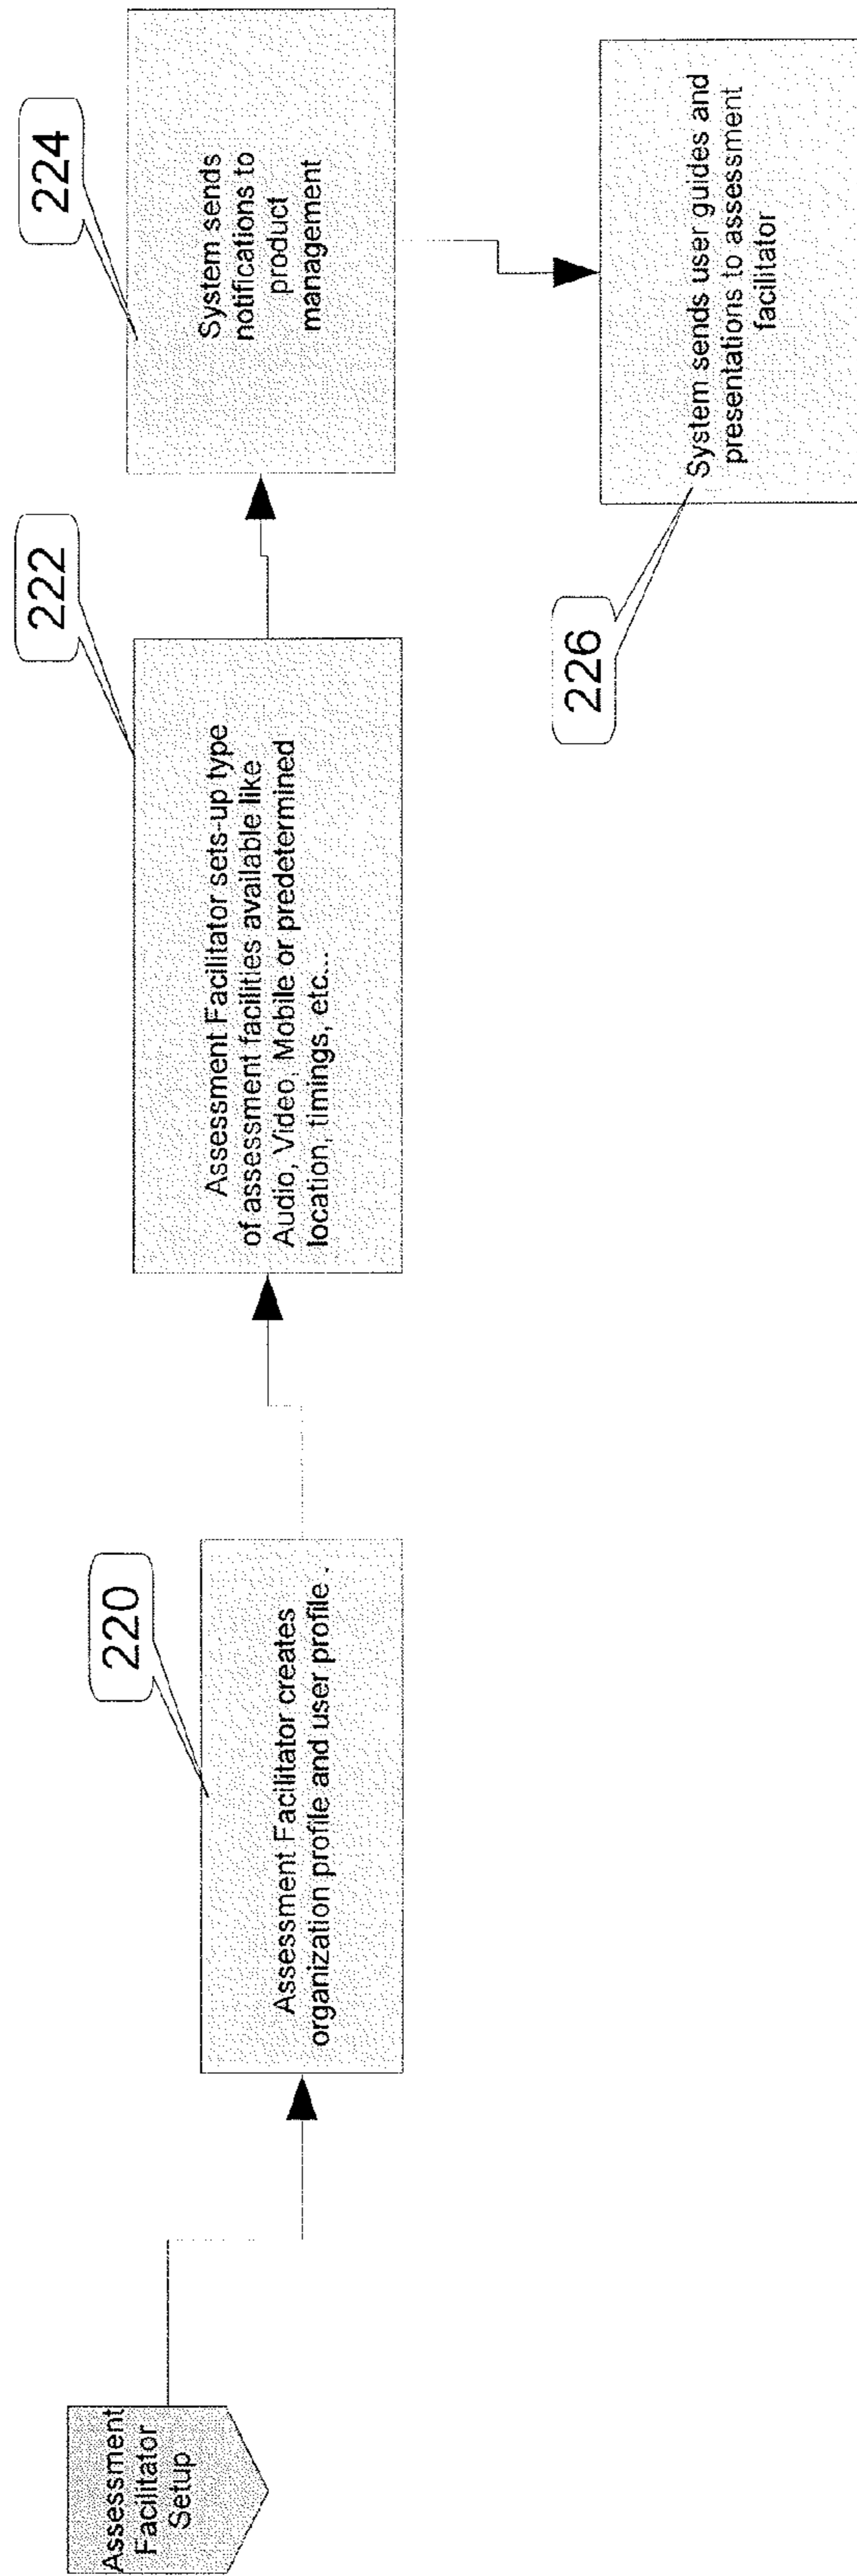 Assessment
Facilitator
Setup
220
Assessment Facilitator creates
organization profile and user profile .
222
Assessment Facilitator sets-up type
of assessment facilities available like
Audio, Video, Mobile or predetermined
location, timings, etc...
224
System sends
notifications to
product
management
226
System sends user guides and
presentations to assessment
facilitator